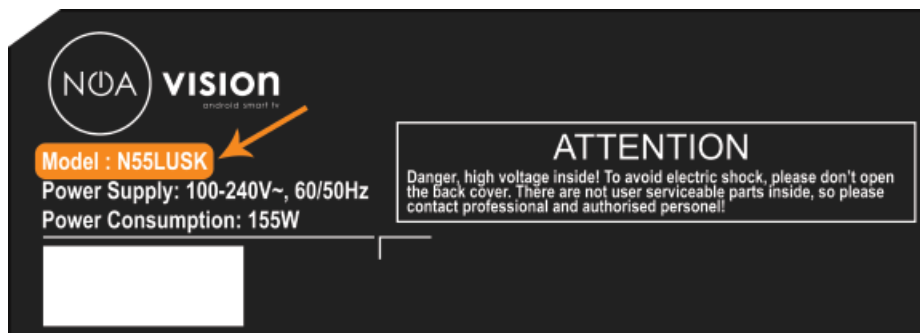 NOA
vision
android smart tv
Model : N55LUSK
Power Supply: 100-240V~, 60/50Hz
Power Consumption: 155W
ATTENTION
Danger, high voltage inside! To avoid electric shock, please don't open
the back cover. There are not user serviceable parts inside, so please
contact professional and authorised personel!